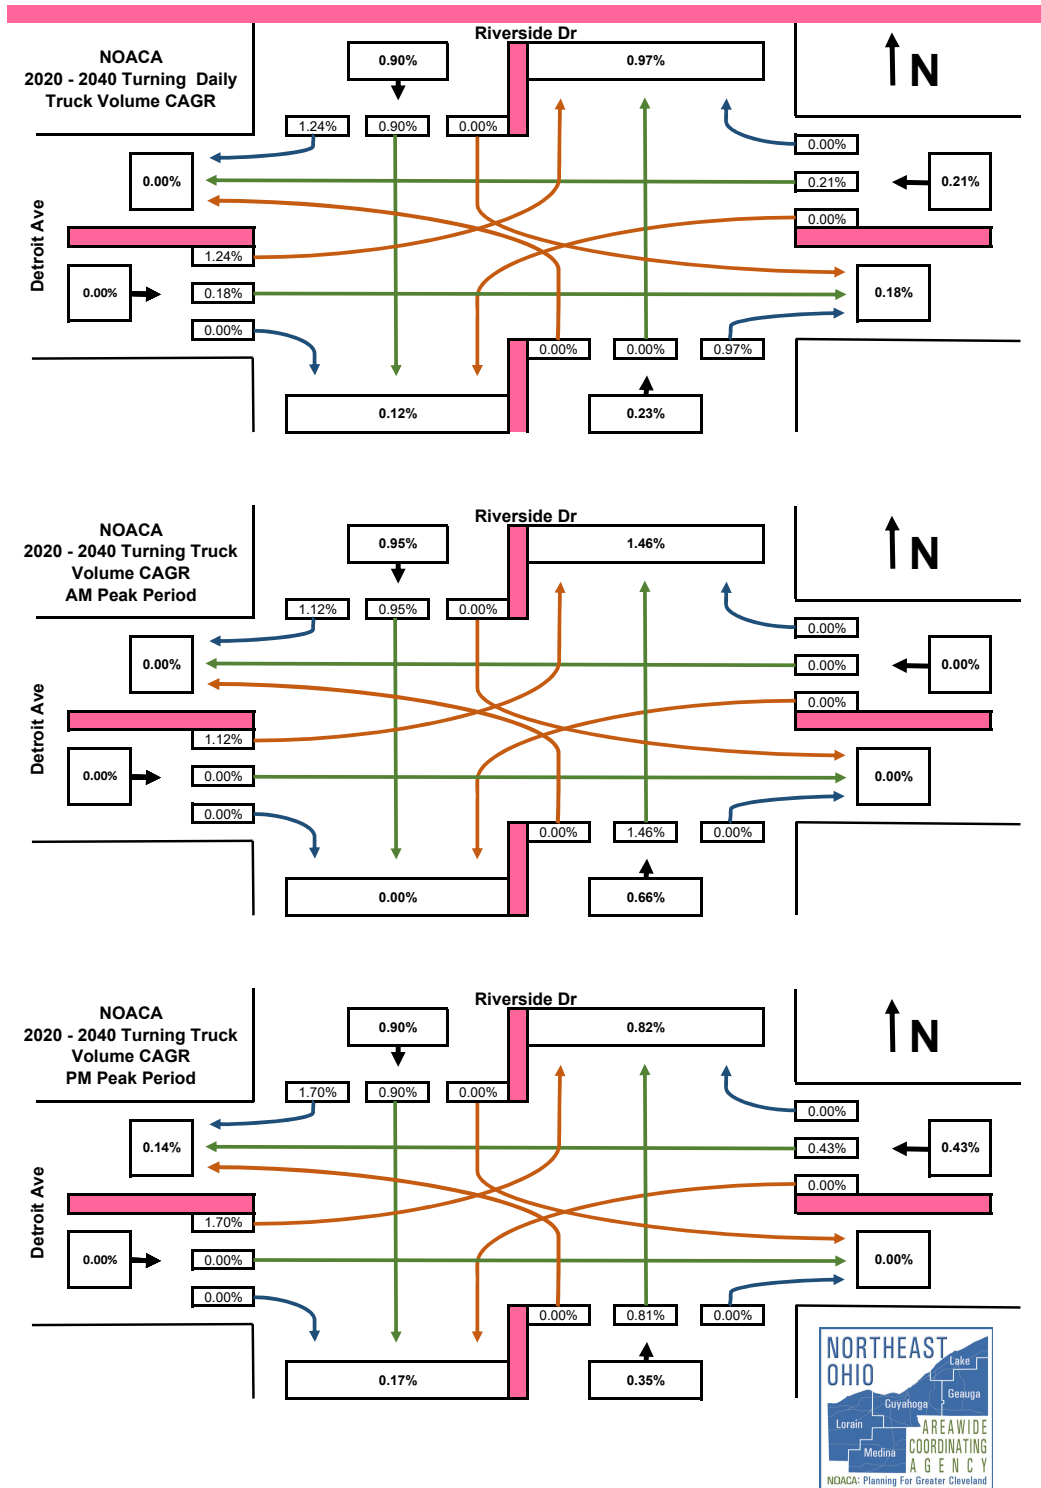 Riverside Dr
NOACA
2020 - 2040 Turning Daily
Truck Volume CAGR
0.90%
0.97%
N
1.24%
0.90%
0.00%
0.00%
0.00%
0.21%
0.21%
0.00%
Detroit Ave
1.24%
0.00%
0.18%
0.18%
0.00%
0.00%
0.00%
0.97%
0.12%
0.23%
Riverside Dr
NOACA
2020 - 2040 Turning Truck
Volume CAGR
AM Peak Period
0.95%
1.46%
N
1.12%
0.95%
0.00%
0.00%
0.00%
0.00%
0.00%
0.00%
Detroit Ave
1.12%
0.00%
0.00%
0.00%
0.00%
0.00%
1.46%
0.00%
0.00%
0.66%
Riverside Dr
NOACA
2020 - 2040 Turning Truck
Volume CAGR
PM Peak Period
0.90%
0.82%
N
1.70%
0.90%
0.00%
0.00%
0.14%
0.43%
0.43%
0.00%
Detroit Ave
1.70%
0.00%
0.00%
0.00%
0.00%
0.00%
0.81%
0.00%
0.17%
0.35%
NORTHEAST
OHIO
Lake
Geauga
Cuyahoga
Lorain
Medina
AREAWIDE
COORDINATING
AGENCY
NOACA: Planning For Greater Cleveland